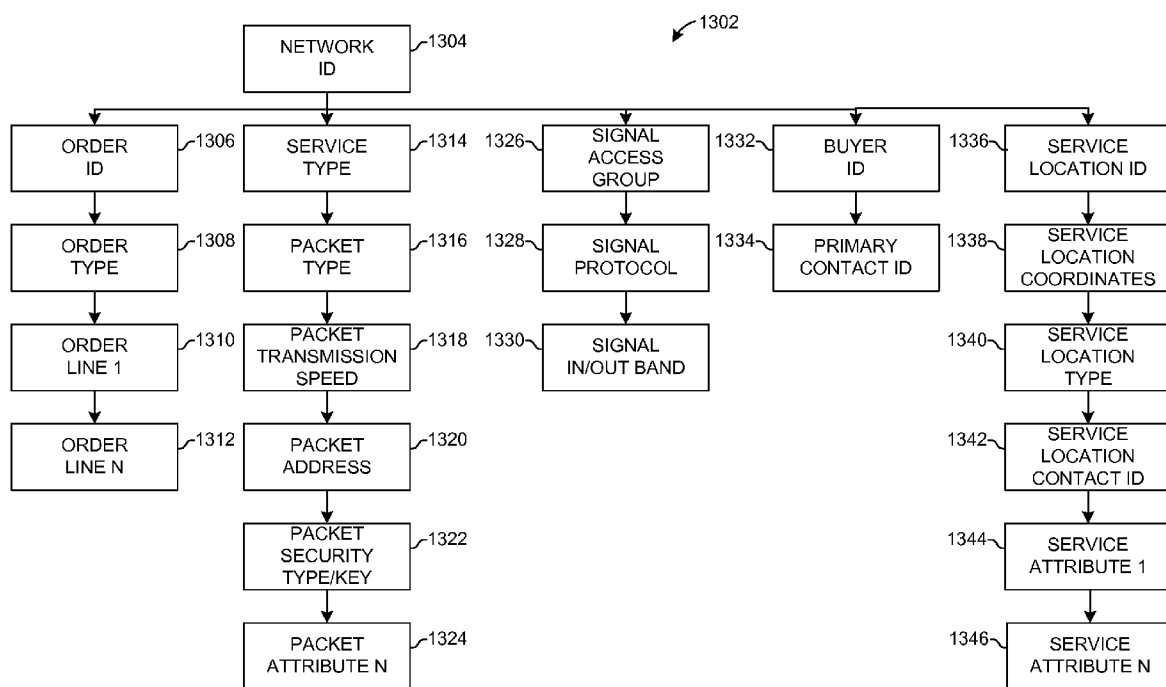 1302
NETWORK
ID
1304
ORDER
ID
1306
ORDER
TYPE
1308
ORDER
LINE 1
1310
ORDER
LINE N
1312
SERVICE
TYPE
1314
PACKET
TYPE
1316
PACKET
TRANSMISSION
SPEED
1318
PACKET
ADDRESS
1320
PACKET
SECURITY
TYPE/KEY
1322
PACKET
ATTRIBUTE N
1324
1326
SIGNAL
ACCESS
GROUP
1328
SIGNAL
PROTOCOL
1330
SIGNAL
IN/OUT BAND
1332
BUYER
ID
1334
PRIMARY
CONTACT ID
1336
SERVICE
LOCATION ID
1338
SERVICE
LOCATION
COORDINATES
1340
SERVICE
LOCATION
TYPE
1342
SERVICE
LOCATION
CONTACT ID
1344
SERVICE
ATTRIBUTE 1
1346
SERVICE
ATTRIBUTE N